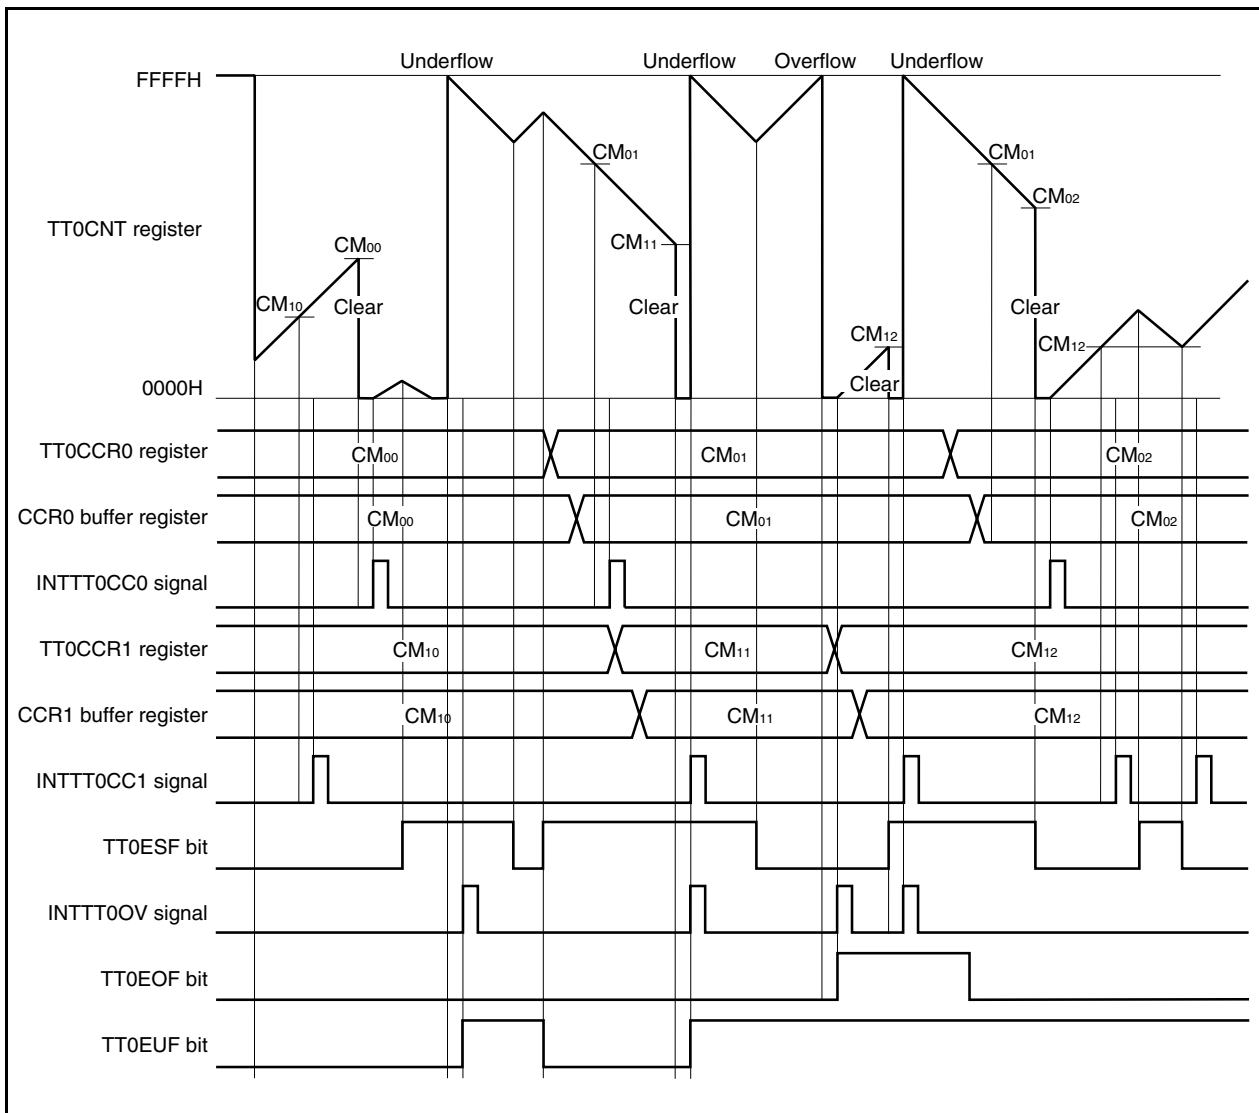 Underflow Underflow Overflow Underflow
FFFFH
CM01 CM01
CM02
TT0CNT register
CM00 CM11
CM10 Clear Clear Clear
CM12 CM12
Clear
0000H
TT0CCR0 register CM00 CM01 CM02
CCR0 buffer register CM00 CM01 CM02
INTTT0CC0 signal
TT0CCR1 register CM10 CM11 CM12
CCR1 buffer register CM10 CM11 CM12
INTTT0CC1 signal
TT0ESF bit
INTTT0OV signal
TT0EOF bit
TT0EUF bit